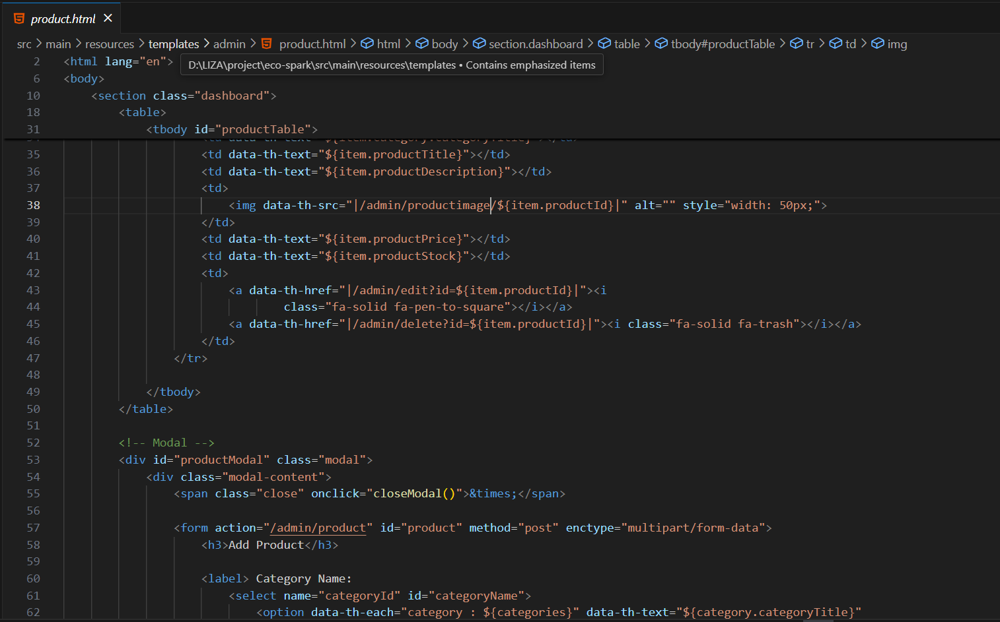 product.html
src > main > resources > templates > admin > product.html > html > body > section.dashboard > table > tbody#productTable > tr > td > img
D:\LIZA\project\eco-spark\src\main\resources\templates • Contains emphasized items
2 <html lang="en">
6 <body>
10 <section class="dashboard">
18 <table>
31 <tbody id="productTable">
35 <td data-th-text="${item.productTitle}"></td>
36 <td data-th-text="${item.productDescription}"></td>
37 <td>
38 <img data-th-src="|/admin/productimage/${item.productId}|" alt="" style="width: 50px;">
39 </td>
40 <td data-th-text="${item.productPrice}"></td>
41 <td data-th-text="${item.productStock}"></td>
42 <td>
43 <a data-th-href="|/admin/edit?id=${item.productId}|"><i
44 class="fa-solid fa-pen-to-square"></i></a>
45 <a data-th-href="|/admin/delete?id=${item.productId}|"><i class="fa-solid fa-trash"></i></a>
46 </td>
47 </tr>
48
49 </tbody>
50 </table>
51
52 <!-- Modal -->
53 <div id="productModal" class="modal">
54 <div class="modal-content">
55 <span class="close" onclick="closeModal()">&times;</span>
56
57 <form action="/admin/product" id="product" method="post" enctype="multipart/form-data">
58 <h3>Add Product</h3>
59
60 <label> Category Name:
61 <select name="categoryId" id="categoryName">
62 <option data-th-each="category : ${categories}" data-th-text="${category.categoryTitle}"